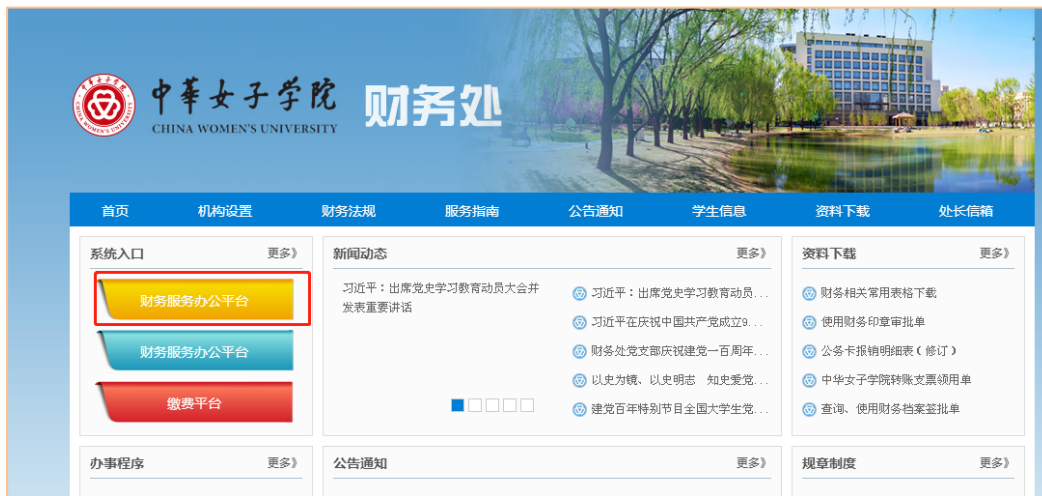 中華女子学院
CHINA WOMEN'S UNIVERSITY
财务处
首页 机构设置 财务法规 服务指南 公告通知 学生信息 资料下载 处长信箱
系统入口 更多》
财务服务办公平台
财务服务办公平台
缴费平台
新闻动态 更多》
习近平：出席党史学习教育动员大会并
发表重要讲话
习近平：出席党史学习教育动员...
习近平在庆祝中国共产党成立9...
财务处党支部庆祝建党一百周年...
以史为镜、以史明志 知史爱党...
建党百年特别节目全国大学生党...
资料下载 更多》
财务相关常用表格下载
使用财务印章审批单
公务卡报销明细表（修订）
中华女子学院转账支票领用单
查询、使用财务档案签批单
办事程序 更多》
公告通知 更多》
规章制度 更多》